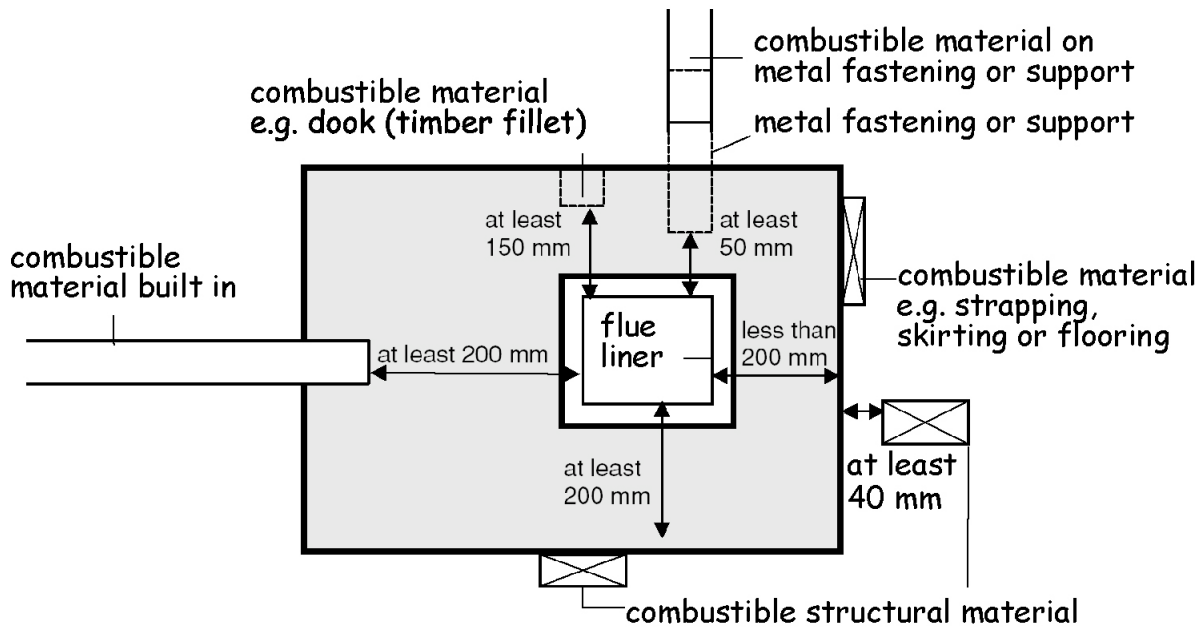 combustible material on
metal fastening or support
combustible material
e.g. dook (timber fillet)
metal fastening or support
at least
150 mm
at least
50 mm
combustible
material built in
combustible material
e.g. strapping,
skirting or flooring
flue
liner
less than
200 mm
at least 200 mm
at least
200 mm
at least
40 mm
combustible structural material